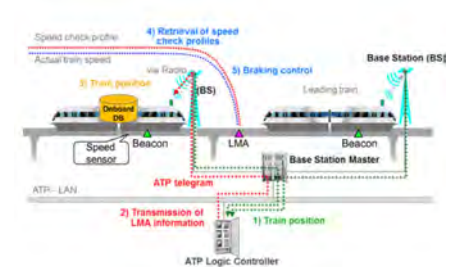 Speed check profile
Actual train speed
4) Retrieval of speed
check profiles
via Radio
(BS)
5) Braking control
Base Station (BS)
3) Train position
Leading train
Onboard
DB
Speed
sensor
Beacon
LMA
Beacon
Base Station Master
ATP telegram
ATP- LAN
2) Transmission of
LMA information
1) Train position
ATP Logic Controller